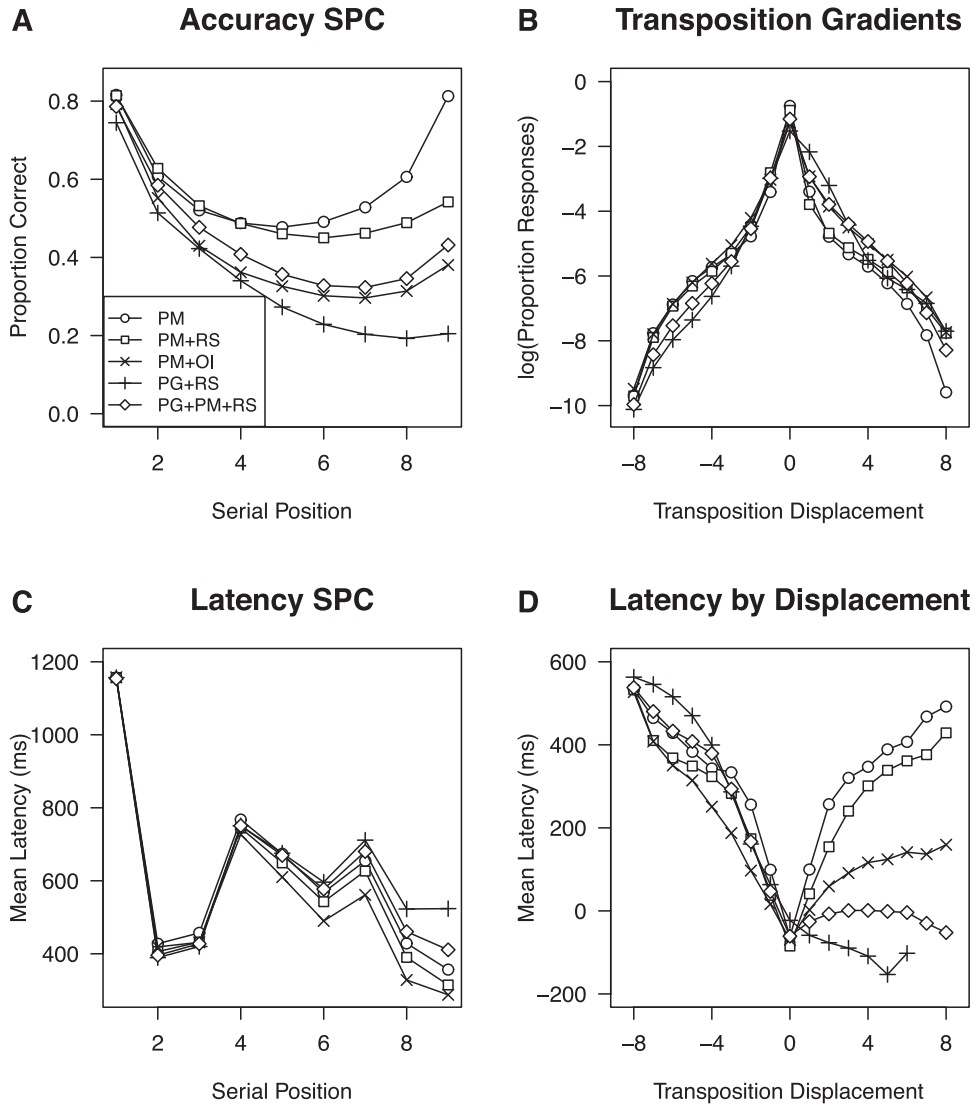 A Accuracy SPC
Proportion Correct
0.8
0.6
0.4
0.2
0.0
PM
PM+RS
PM+OI
PG+RS
PG+PM+RS
2 4 6 8
Serial Position
B Transposition Gradients
log(Proportion Responses)
0
−2
−4
−6
−8
−10
−8 −4 0 4 8
Transposition Displacement
C Latency SPC
Mean Latency (ms)
1200
1000
800
600
400
2 4 6 8
Serial Position
D Latency by Displacement
Mean Latency (ms)
600
400
200
0
−200
−8 −4 0 4 8
Transposition Displacement